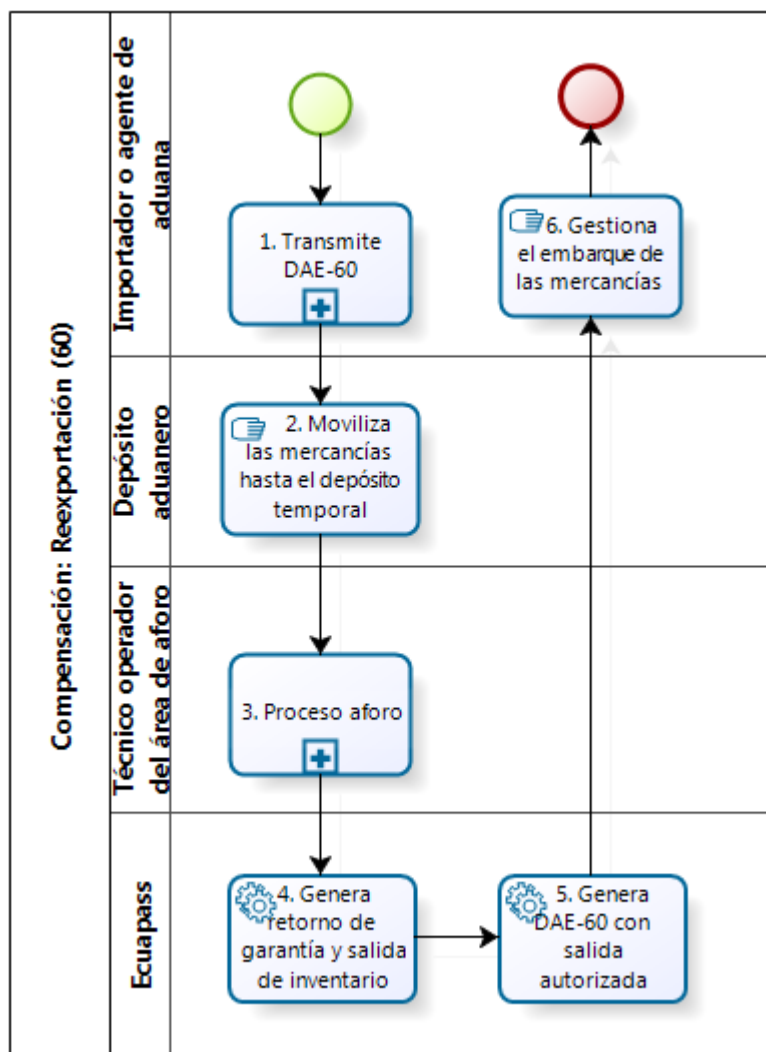 Compensación: Reexportación (60)
Importador o agente de
aduana
1. Transmite
DAE-60
6. Gestiona
el embarque de
las mercancías
Depósito
aduanero
2. Moviliza
las mercancías
hasta el depósito
temporal
Técnico operador
del área de aforo
3. Proceso aforo
Ecuapass
4. Genera
retorno de
garantía y salida
de inventario
5. Genera
DAE-60 con
salida
autorizada